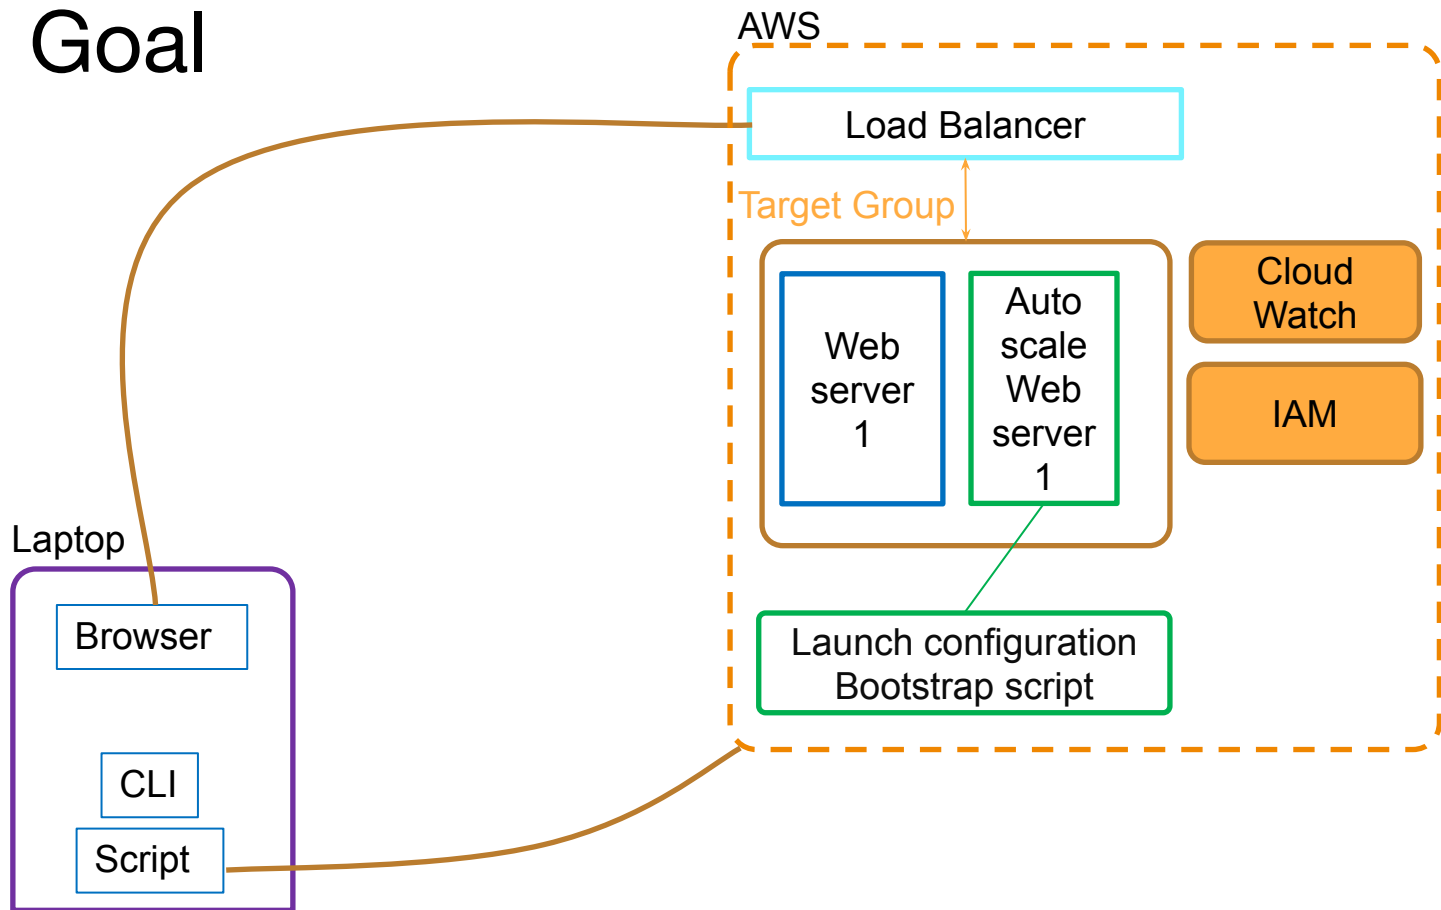 Goal
AWS
Load Balancer
Target Group
Web
server
1
Auto
scale
Web
server
1
Cloud
Watch
IAM
Launch configuration
Bootstrap script
Laptop
Browser
CLI
Script